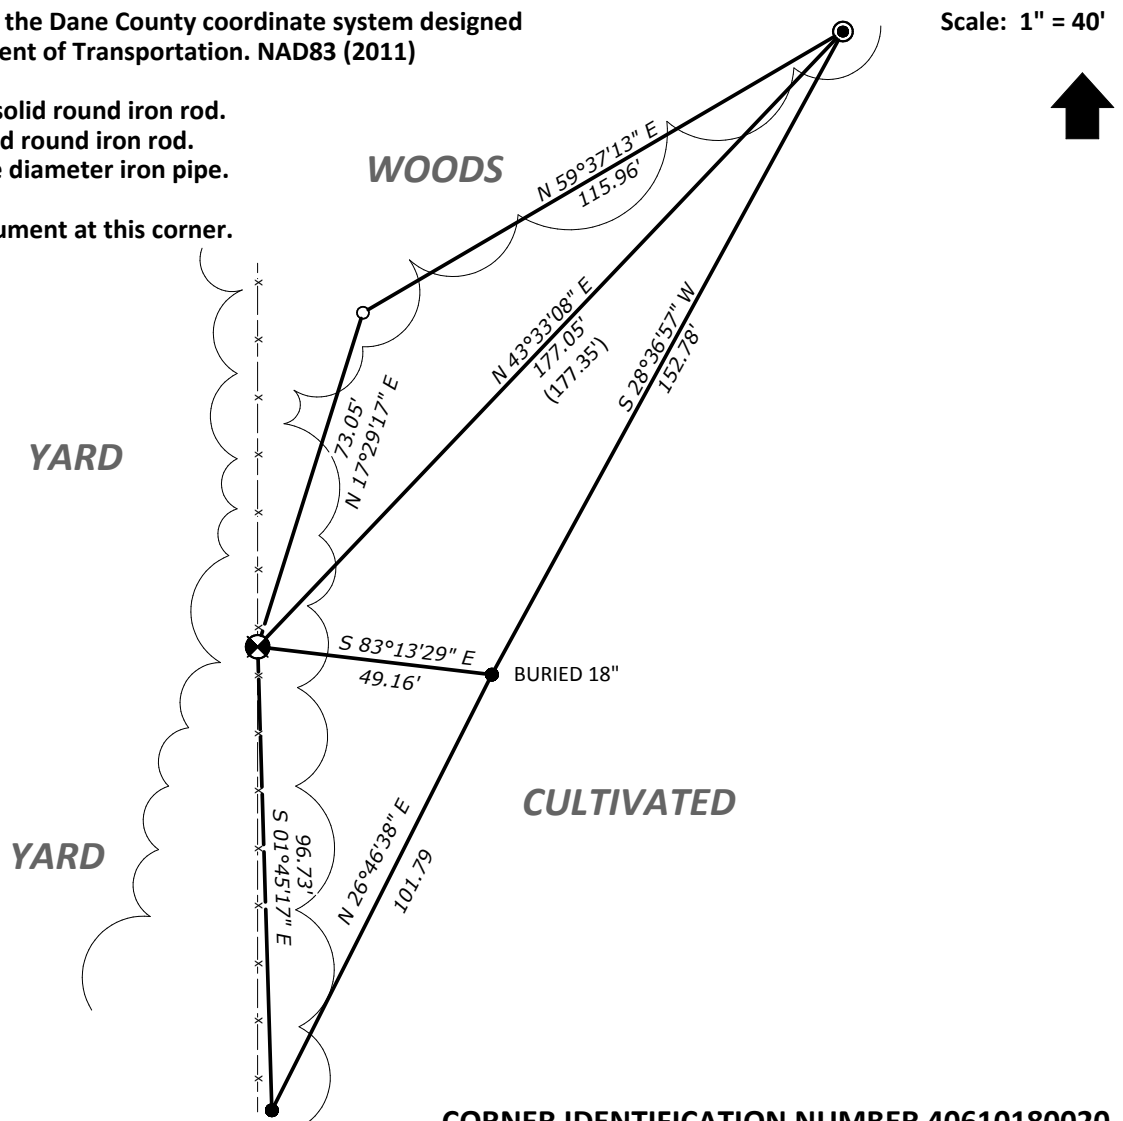 the Dane County coordinate system designed
ent of Transportation. NAD83 (2011)
solid round iron rod.
d round iron rod.
e diameter iron pipe.
ument at this corner.
Scale: 1" = 40'
WOODS
N 59°37'13" E
115.96'
N 43°33'08" E
177.05'
(177.35')
S 28°36'57" W
152.78'
73.05'
N 17°29'17" E
YARD
S 83°13'29" E
49.16'
BURIED 18"
CULTIVATED
YARD
96.73'
S 01°45'17" E
N 26°46'38" E
101.79
CORNER IDENTIFICATION NUMBER 40610180020